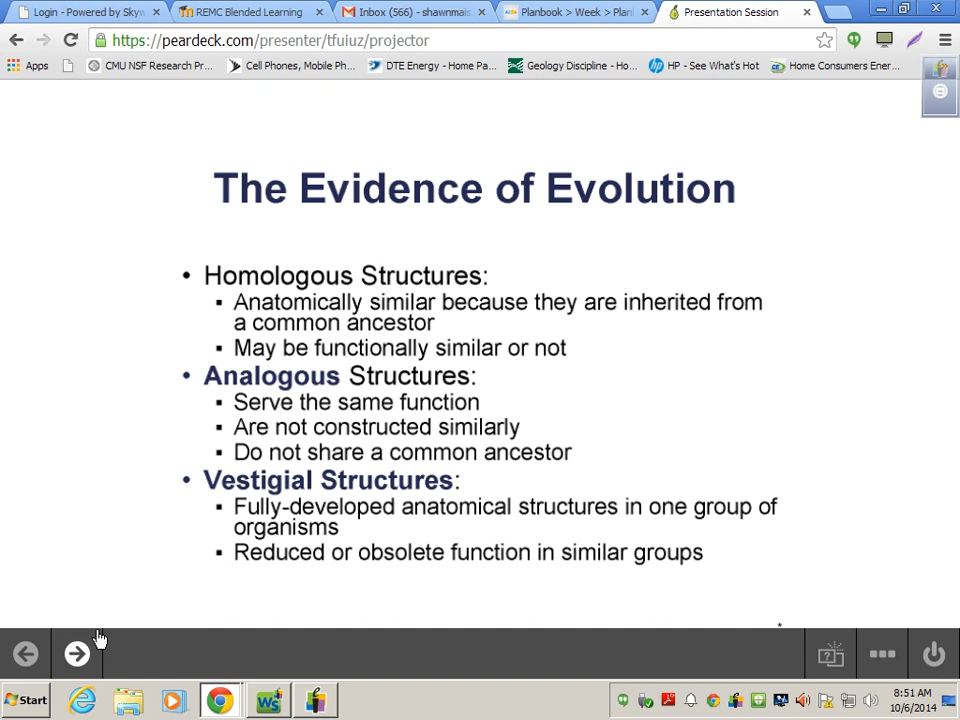 Login - Powered by Skyw
REMC Blended Learning
Inbox (566) - shawnmais
Planbook > Week > Plan
Presentation Session
https://peardeck.com/presenter/tfuiuz/projector
Apps
CMU NSF Research Pr...
Cell Phones, Mobile Ph...
DTE Energy - Home Pa...
Geology Discipline - Ho...
HP - See What's Hot
Home Consumers Ener...
The Evidence of Evolution
• Homologous Structures:
▪ Anatomically similar because they are inherited from
a common ancestor
▪ May be functionally similar or not
• Analogous Structures:
▪ Serve the same function
▪ Are not constructed similarly
▪ Do not share a common ancestor
• Vestigial Structures:
▪ Fully-developed anatomical structures in one group of
organisms
▪ Reduced or obsolete function in similar groups
*
Start
8:51 AM
10/6/2014